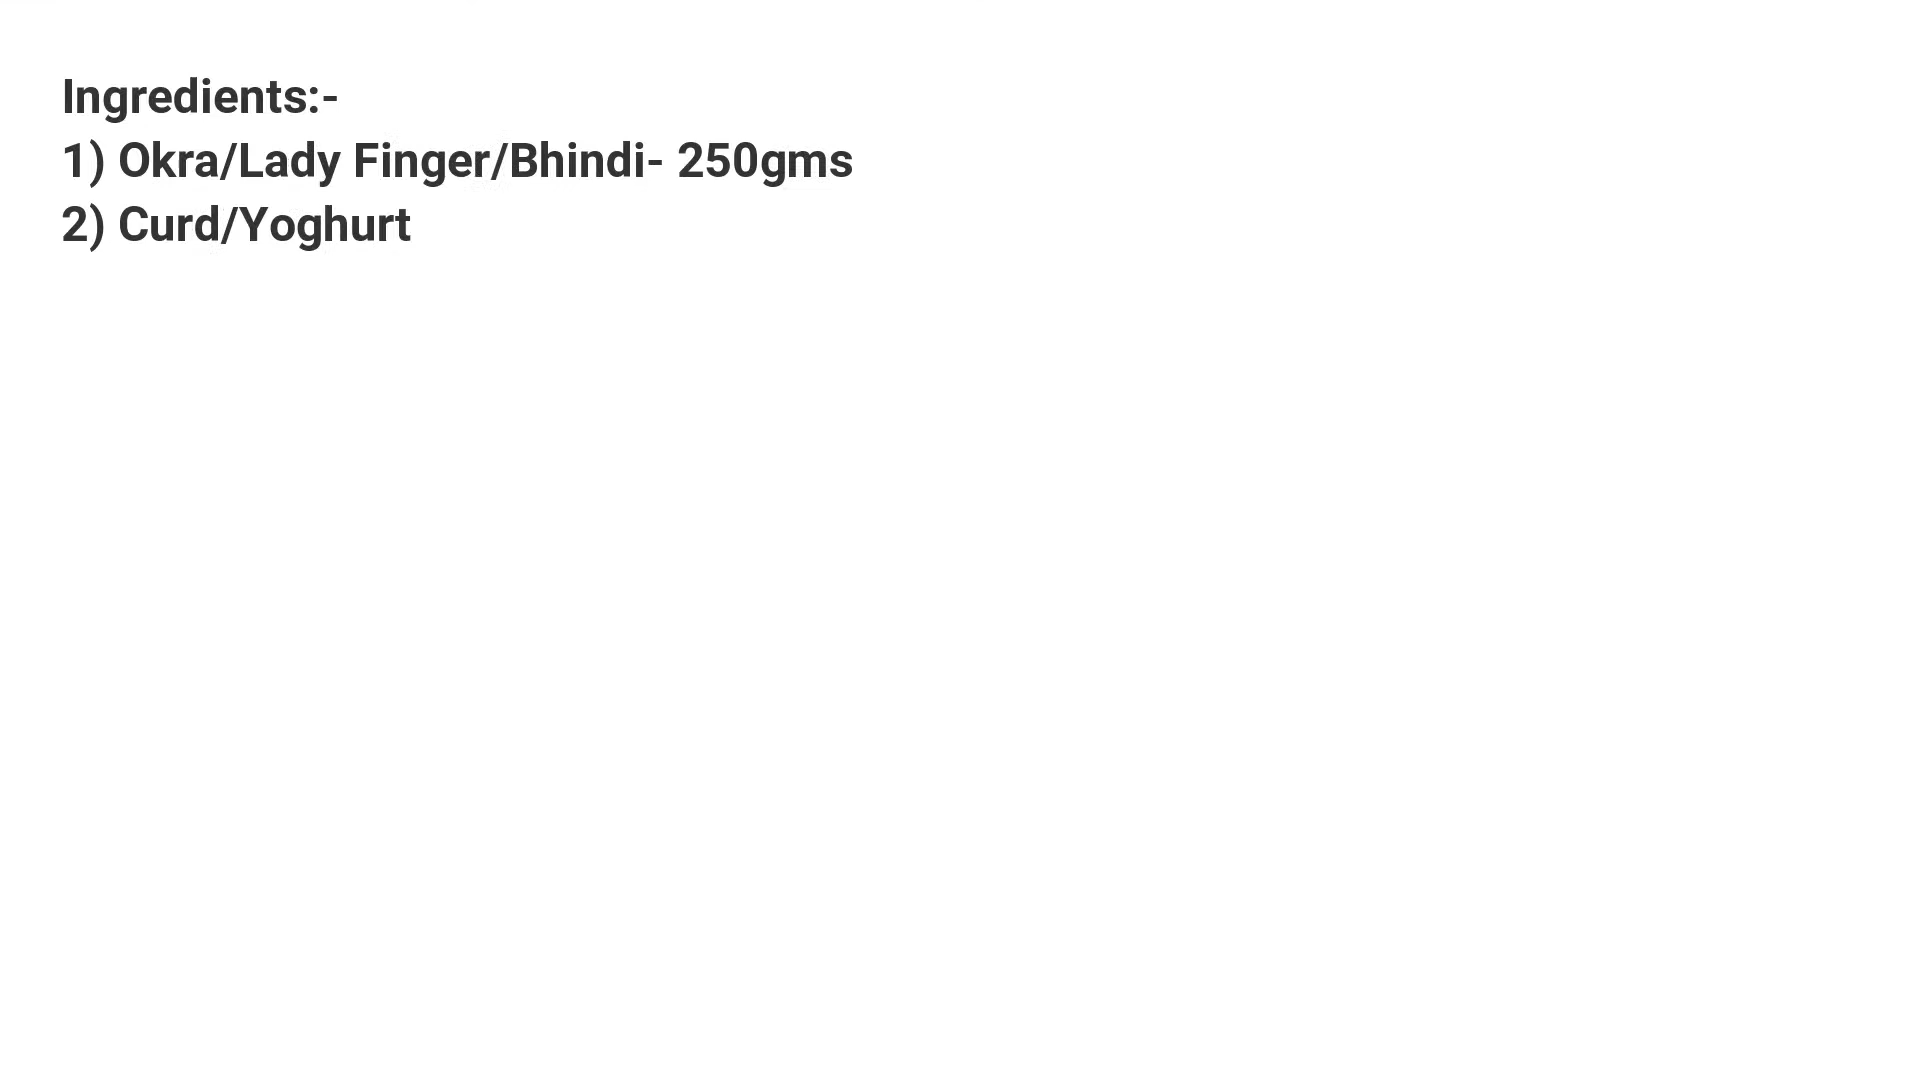 Ingredients:-
1) Okra/Lady Finger/Bhindi- 250gms
2) Curd/Yoghurt